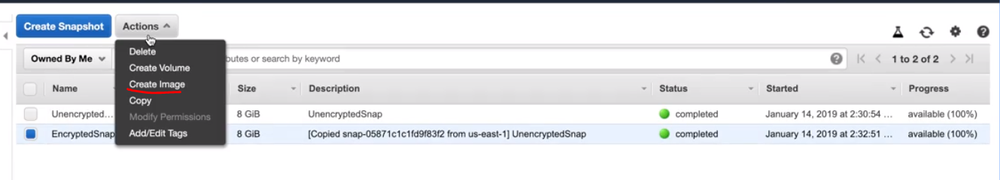 Create Snapshot Actions
Delete
Owned By Me butes or search by keyword 1 to 2 of 2
Create Volume
Create Image
Name Size Description Status Started Progress
Copy
Unencrypted... 8 GiB UnencryptedSnap completed January 14, 2019 at 2:30:54 ... available (100%)
Modify Permissions
EncryptedSnap 8 GiB [Copied snap-05871c1c1fd9f83f2 from us-east-1] UnencryptedSnap completed January 14, 2019 at 2:32:51 ... available (100%)
Add/Edit Tags